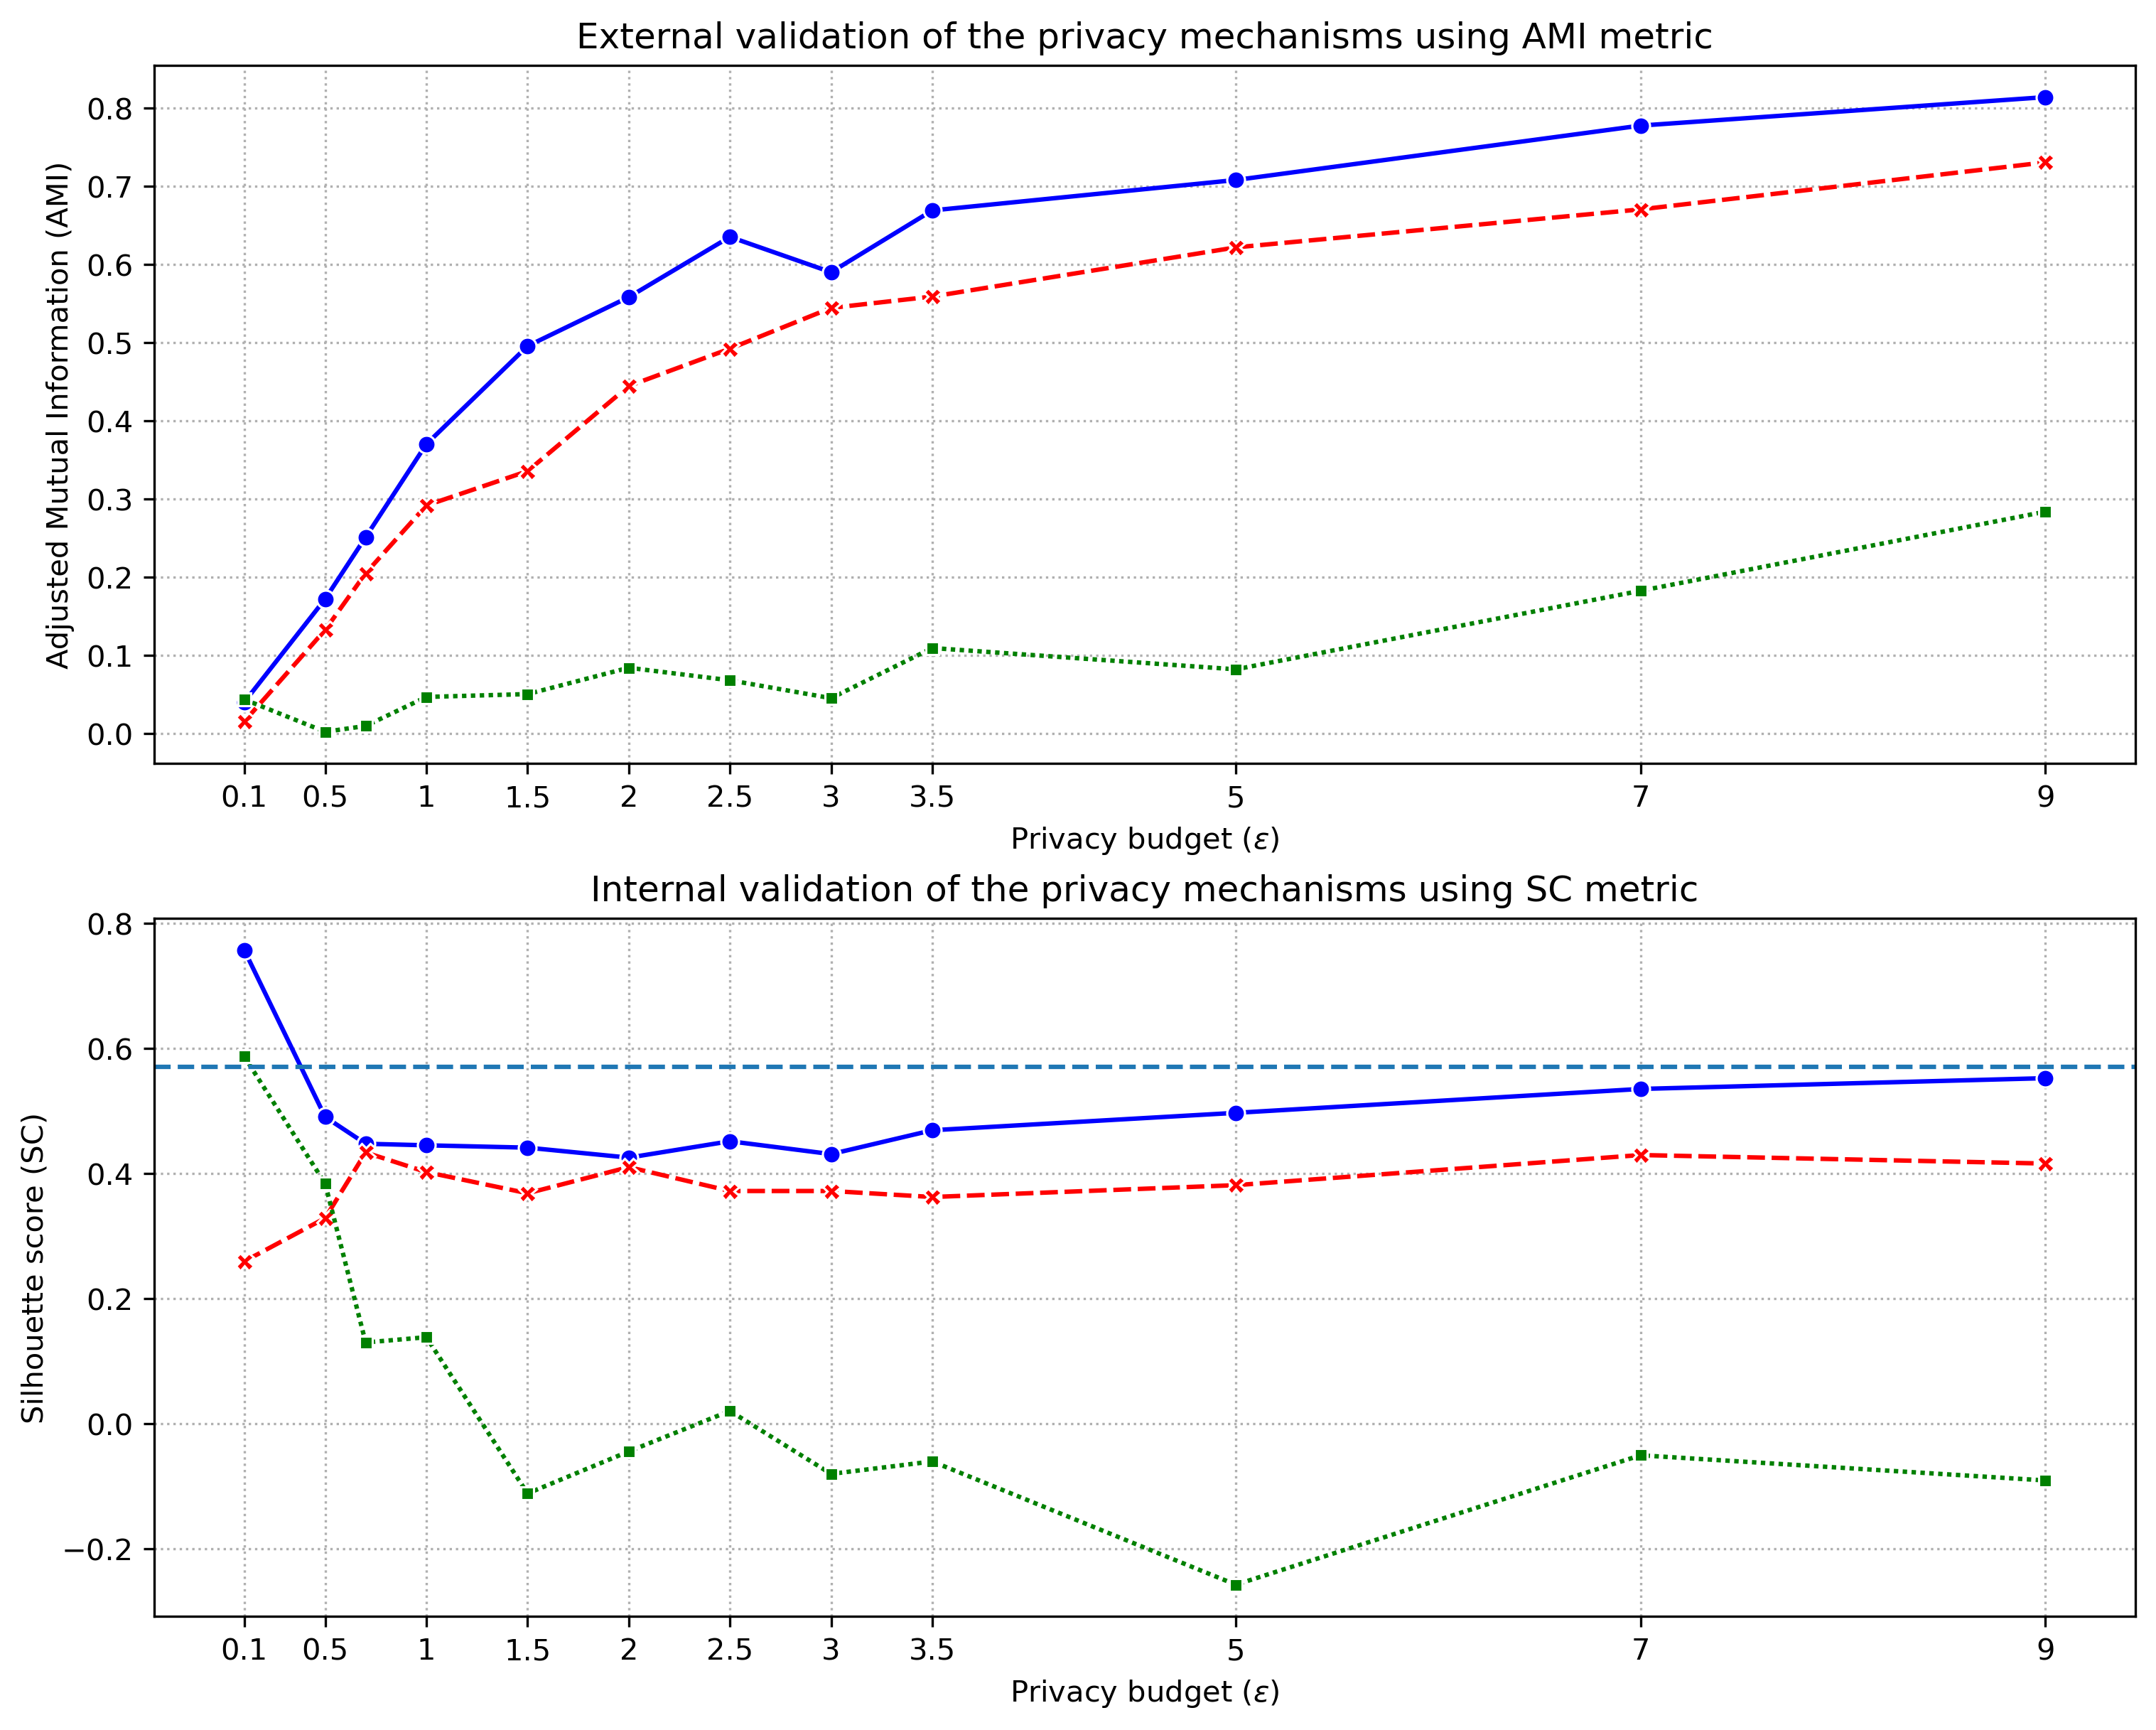 External validation of the privacy mechanisms using AMI metric
Adjusted Mutual Information (AMI)
0.8
0.7
0.6
0.5
0.4
0.3
0.2
0.1
0.0
0.1 0.5 1 1.5 2 2.5 3 3.5 5 7 9
Privacy budget (ε)
Internal validation of the privacy mechanisms using SC metric
Silhouette score (SC)
0.8
0.6
0.4
0.2
0.0
−0.2
0.1 0.5 1 1.5 2 2.5 3 3.5 5 7 9
Privacy budget (ε)